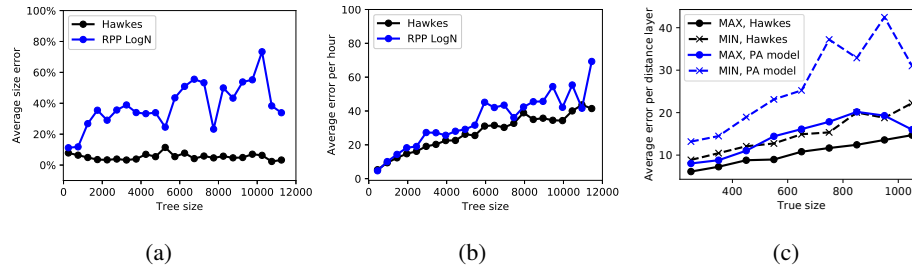 Average size error
100%
80%
60%
40%
20%
0%
Hawkes
RPP LogN
0 2000 4000 6000 8000 10000 12000
Tree size
(a)
Average error per hour
100
80
60
40
20
0
Hawkes
RPP LogN
0 2000 4000 6000 8000 10000 12000
Tree size
(b)
Average error per distance layer
40
30
20
10
MAX, Hawkes
MIN, Hawkes
MAX, PA model
MIN, PA model
400 600 800 1000
True size
(c)